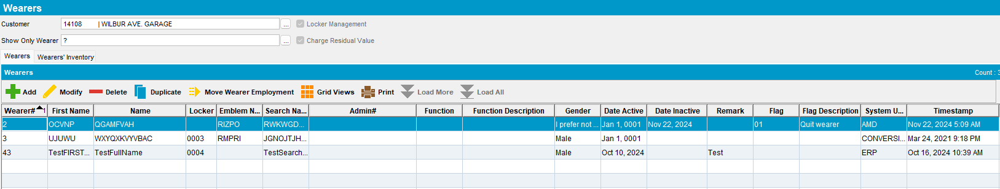 Wearers
Customer 14108 | WILBUR AVE. GARAGE ... Locker Management
Show Only Wearer ? ... Charge Residual Value
Wearers Wearers' Inventory
Wearers Count : 3
Add Modify Delete Duplicate Move Wearer Employment Grid Views Print Load More Load All
Wearer# 1 First Name Name Locker Emblem N... Search Na... Admin# Function Function Description Gender Date Active Date Inactive Remark Flag Flag Description System U... Timestamp
2 OCVNP QGAMFVAH RIZPO RWKWGD... I prefer not ... Jan 1, 0001 Nov 22, 2024 01 Quit wearer AMD Nov 22, 2024 5:09 AM
3 UJUWU WXYQXKVYVBAC 0003 RMPRI JGNOJTJH... Male Jan 1, 0001 CONVERSI... Mar 24, 2021 9:18 PM
43 TestFIRST... TestFullName 0004 TestSearch... Male Oct 10, 2024 Test ERP Oct 16, 2024 10:39 AM